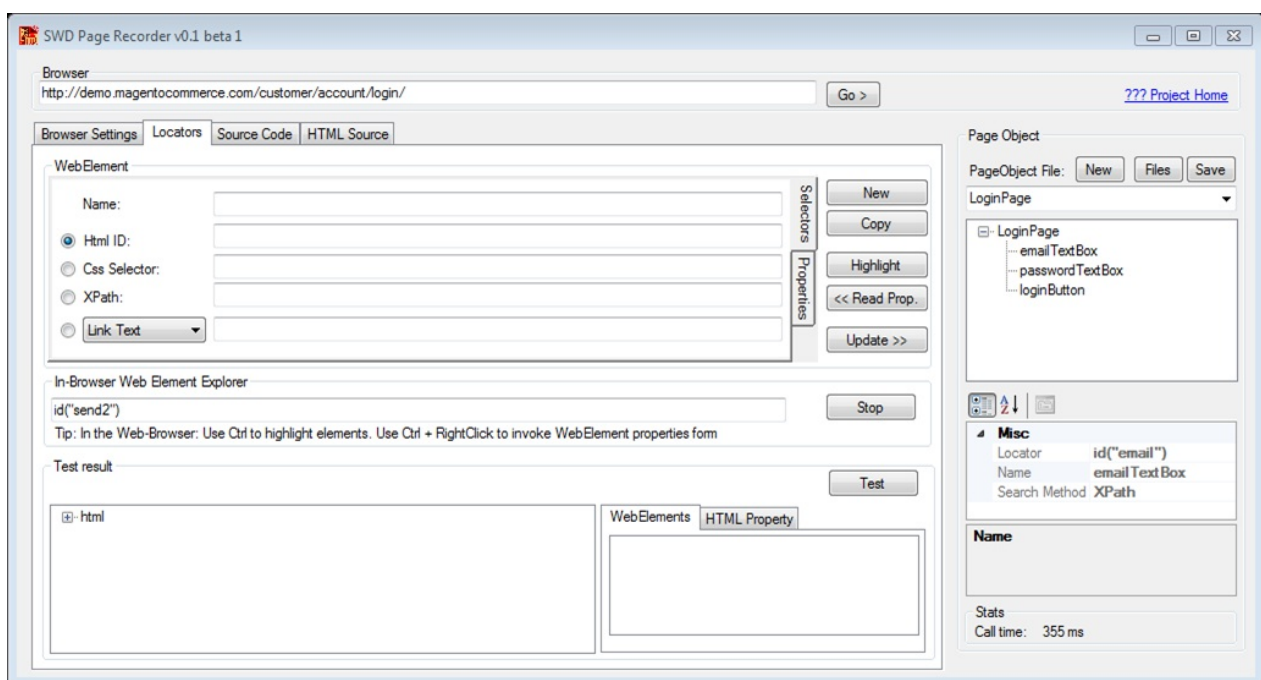 SWD Page Recorder v0.1 beta 1
Browser
http://demo.magentocommerce.com/customer/account/login/
Go >
??? Project Home
Browser Settings Locators Source Code HTML Source
WebElement
Name:
Html ID:
Css Selector:
XPath:
Link Text
Selectors
Properties
New
Copy
Highlight
<< Read Prop.
Update >>
In-Browser Web Element Explorer
id("send2")
Stop
Tip: In the Web-Browser: Use Ctrl to highlight elements. Use Ctrl + RightClick to invoke WebElement properties form
Test result
Test
html
WebElements HTML Property
Page Object
PageObject File: New Files Save
LoginPage
LoginPage
emailTextBox
passwordTextBox
loginButton
Misc
Locator id("email")
Name emailTextBox
Search Method XPath
Name
Stats
Call time: 355 ms